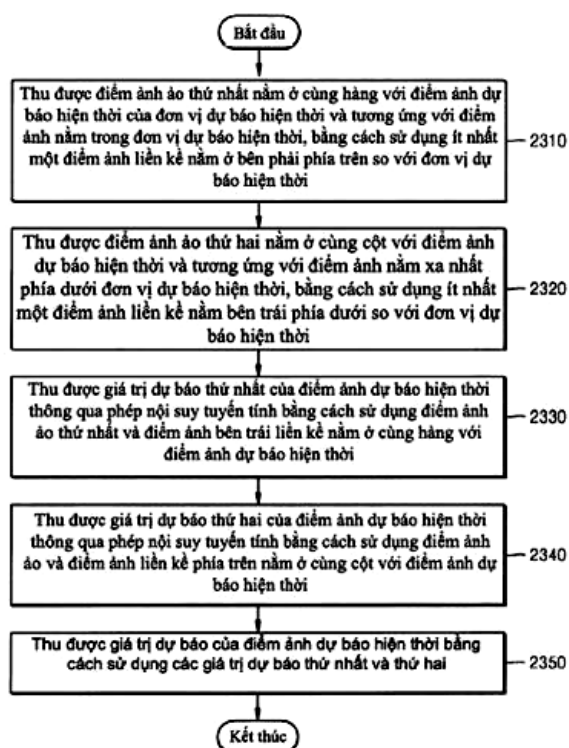 Bắt đầu
Thu được điểm ảnh ảo thứ nhất nằm ở cùng hàng với điểm ảnh dự
báo hiện thời của đơn vị dự báo hiện thời và tương ứng với điểm
ảnh nằm trong đơn vị dự báo hiện thời, bằng cách sử dụng ít nhất
một điểm ảnh liền kề nằm ở bên phải phía trên so với đơn vị dự
báo hiện thời
2310
Thu được điểm ảnh ảo thứ hai nằm ở cùng cột với điểm ảnh
dự báo hiện thời và tương ứng với điểm ảnh nằm xa nhất
phía dưới đơn vị dự báo hiện thời, bằng cách sử dụng ít nhất
một điểm ảnh liền kề nằm bên trái phía dưới so với đơn vị dự
báo hiện thời
2320
Thu được giá trị dự báo thứ nhất của điểm ảnh dự báo hiện thời
thông qua phép nội suy tuyến tính bằng cách sử dụng điểm ảnh
ảo thứ nhất và điểm ảnh bên trái liền kề nằm ở cùng hàng với
điểm ảnh dự báo hiện thời
2330
Thu được giá trị dự báo thứ hai của điểm ảnh dự báo hiện thời
thông qua phép nội suy tuyến tính bằng cách sử dụng điểm ảnh
ảo và điểm ảnh liền kề phía trên nằm ở cùng cột với điểm ảnh dự
báo hiện thời
2340
Thu được giá trị dự báo của điểm ảnh dự báo hiện thời bằng
cách sử dụng các giá trị dự báo thứ nhất và thứ hai
2350
Kết thúc